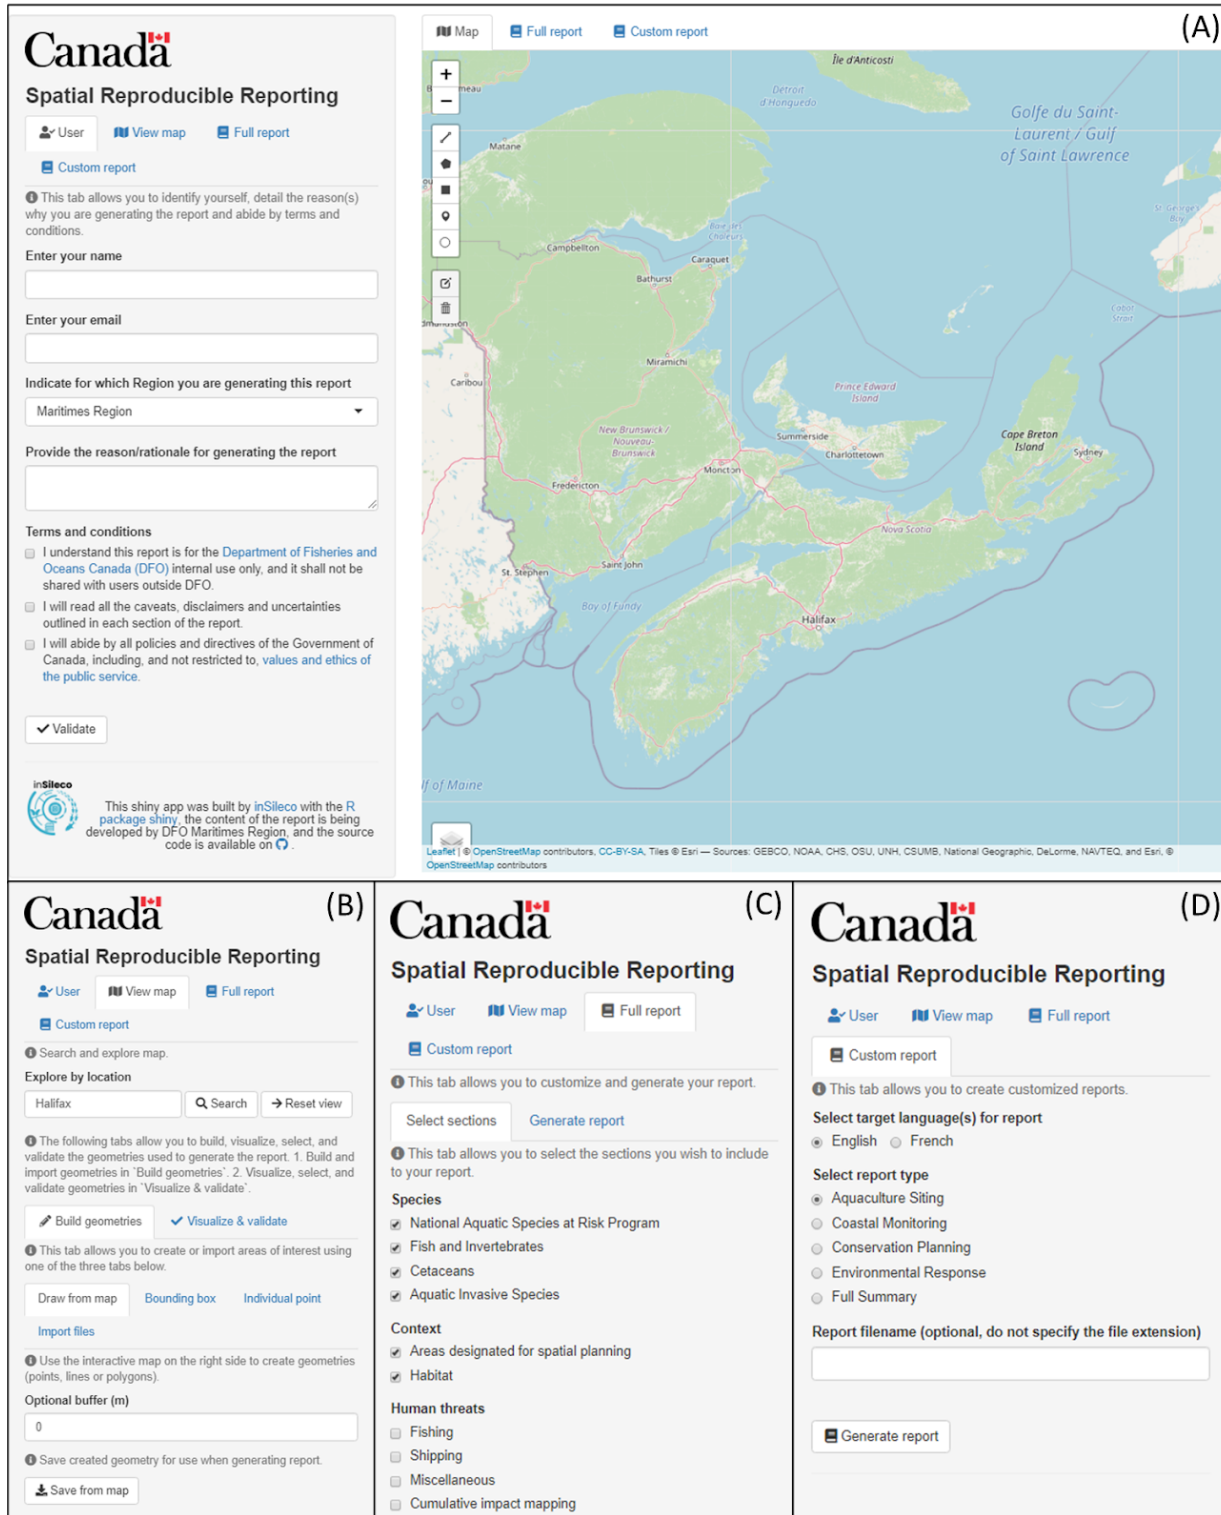 Canada
Spatial Reproducible Reporting
User
View map
Full report
Custom report
This tab allows you to identify yourself, detail the reason(s)
why you are generating the report and abide by terms and
conditions.
Enter your name
Enter your email
Indicate for which Region you are generating this report
Maritimes Region
Provide the reason/rationale for generating the report
Terms and conditions
I understand this report is for the Department of Fisheries and
Oceans Canada (DFO) internal use only, and it shall not be
shared with users outside DFO.
I will read all the caveats, disclaimers and uncertainties
outlined in each section of the report.
I will abide by all policies and directives of the Government of
Canada, including, and not restricted to, values and ethics of
the public service.
Validate
inSileco
This shiny app was built by inSileco with the R
package shiny, the content of the report is being
developed by DFO Maritimes Region, and the source
code is available on .
Map
Full report
Custom report
(A)
+
−
Île d'Anticosti
Détroit
d'Honguedo
Golfe du Saint-
Laurent / Gulf
of Saint Lawrence
Matane
St. George's
Bay
Baie des
Chaleurs
Campbellton
Caraquet
Bathurst
Cabot
Strait
dmundston
Miramichi
Caribou
Prince Edward
Island
New Brunswick /
Nouveau-
Brunswick
Summerside
Charlottetown
Cape Breton
Island
Sydney
Moncton
Fredericton
Nova Scotia
Saint John
St. Stephen
Bay of Fundy
Halifax
lf of Maine
Leaflet | © OpenStreetMap contributors, CC-BY-SA, Tiles © Esri — Sources: GEBCO, NOAA, CHS, OSU, UNH, CSUMB, National Geographic, DeLorme, NAVTEQ, and Esri, ©
OpenStreetMap contributors
Canada
(B)
Spatial Reproducible Reporting
User
View map
Full report
Custom report
Search and explore map.
Explore by location
Halifax
Search
Reset view
The following tabs allow you to build, visualize, select, and
validate the geometries used to generate the report. 1. Build and
import geometries in `Build geometries`. 2. Visualize, select, and
validate geometries in `Visualize & validate`.
Build geometries
Visualize & validate
This tab allows you to create or import areas of interest using
one of the three tabs below.
Draw from map
Bounding box
Individual point
Import files
Use the interactive map on the right side to create geometries
(points, lines or polygons).
Optional buffer (m)
0
Save created geometry for use when generating report.
Save from map
Canada
(C)
Spatial Reproducible Reporting
User
View map
Full report
Custom report
This tab allows you to customize and generate your report.
Select sections
Generate report
This tab allows you to select the sections you wish to include
to your report.
Species
National Aquatic Species at Risk Program
Fish and Invertebrates
Cetaceans
Aquatic Invasive Species
Context
Areas designated for spatial planning
Habitat
Human threats
Fishing
Shipping
Miscellaneous
Cumulative impact mapping
Canada
(D)
Spatial Reproducible Reporting
User
View map
Full report
Custom report
This tab allows you to create customized reports.
Select target language(s) for report
English
French
Select report type
Aquaculture Siting
Coastal Monitoring
Conservation Planning
Environmental Response
Full Summary
Report filename (optional, do not specify the file extension)
Generate report